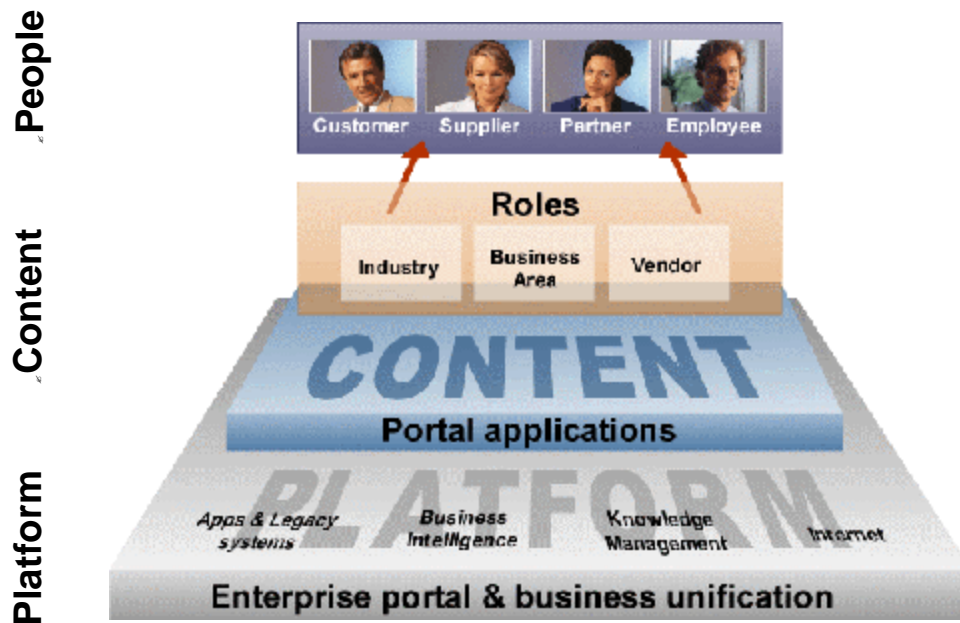 People
Customer Supplier Partner Employee
Content
Roles
Industry
Business
Area
Vendor
CONTENT
Portal applications
Platform
PLATFORM
Apps & Legacy
systems
Business
Intelligence
Knowledge
Management
Internet
Enterprise portal & business unification